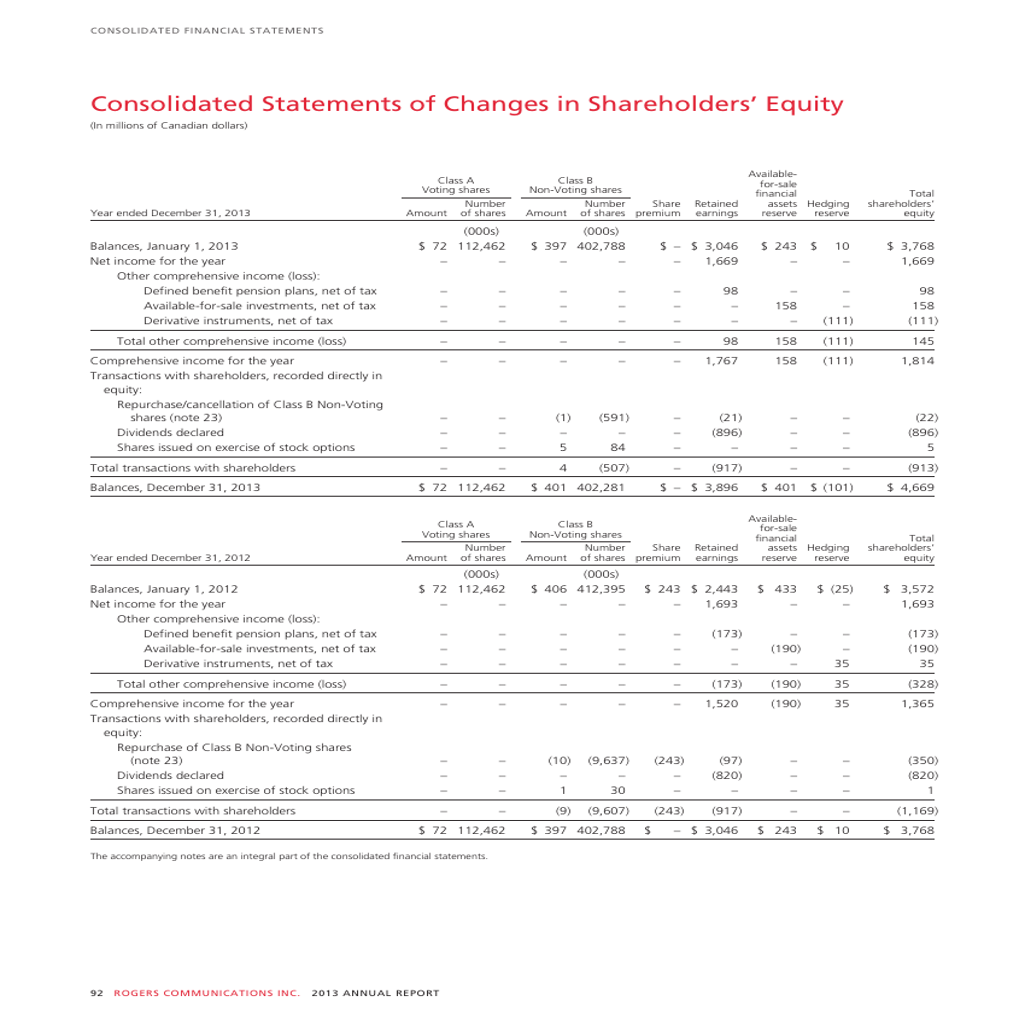 CONSOLIDATED FINANCIAL STATEMENTS
Consolidated Statements of Changes in Shareholders’ Equity
(In millions of Canadian dollars)
Class A Voting shares Class B Non-Voting shares Available-for-sale financial assets reserve
Year ended December 31, 2013 Amount Number of shares Amount Number of shares Share premium Retained earnings Hedging reserve Total shareholders’ equity
(000s) (000s)
Balances, January 1, 2013 $ 72 112,462 $ 397 402,788 $ – $ 3,046 $ 243 $ 10 $ 3,768
Net income for the year – – – – – 1,669 – – 1,669
Other comprehensive income (loss):
Defined benefit pension plans, net of tax – – – – – 98 – – 98
Available-for-sale investments, net of tax – – – – – – 158 – 158
Derivative instruments, net of tax – – – – – – – (111) (111)
Total other comprehensive income (loss) – – – – – 98 158 (111) 145
Comprehensive income for the year – – – – – 1,767 158 (111) 1,814
Transactions with shareholders, recorded directly in
equity:
Repurchase/cancellation of Class B Non-Voting
shares (note 23) – – (1) (591) – (21) – – (22)
Dividends declared – – – – – (896) – – (896)
Shares issued on exercise of stock options – – 5 84 – – – – 5
Total transactions with shareholders – – 4 (507) – (917) – – (913)
Balances, December 31, 2013 $ 72 112,462 $ 401 402,281 $ – $ 3,896 $ 401 $ (101) $ 4,669
Class A Voting shares Class B Non-Voting shares Available-for-sale financial assets reserve
Year ended December 31, 2012 Amount Number of shares Amount Number of shares Share premium Retained earnings Hedging reserve Total shareholders’ equity
(000s) (000s)
Balances, January 1, 2012 $ 72 112,462 $ 406 412,395 $ 243 $ 2,443 $ 433 $ (25) $ 3,572
Net income for the year – – – – – 1,693 – – 1,693
Other comprehensive income (loss):
Defined benefit pension plans, net of tax – – – – – (173) – – (173)
Available-for-sale investments, net of tax – – – – – – (190) – (190)
Derivative instruments, net of tax – – – – – – – 35 35
Total other comprehensive income (loss) – – – – – (173) (190) 35 (328)
Comprehensive income for the year – – – – – 1,520 (190) 35 1,365
Transactions with shareholders, recorded directly in
equity:
Repurchase of Class B Non-Voting shares
(note 23) – – (10) (9,637) (243) (97) – – (350)
Dividends declared – – – – – (820) – – (820)
Shares issued on exercise of stock options – – 1 30 – – – – 1
Total transactions with shareholders – – (9) (9,607) (243) (917) – – (1,169)
Balances, December 31, 2012 $ 72 112,462 $ 397 402,788 $ – $ 3,046 $ 243 $ 10 $ 3,768
The accompanying notes are an integral part of the consolidated financial statements.
92 ROGERS COMMUNICATIONS INC. 2013 ANNUAL REPORT